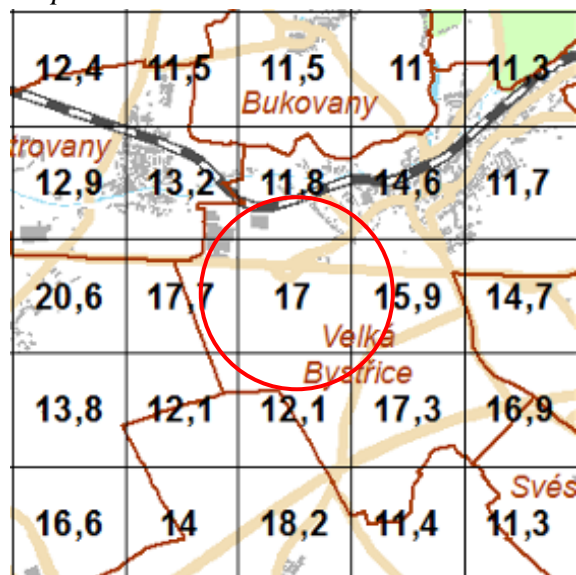 12,4 11,5 11,5 11 11,3
Bukovany
trovany
12,9 13,2 11,8 14,6 11,7
20,6 17,7 17 15,9 14,7
Velká
Bystřice
13,8 12,1 12,1 17,3 16,9
Svés
16,6 14 18,2 11,4 11,3